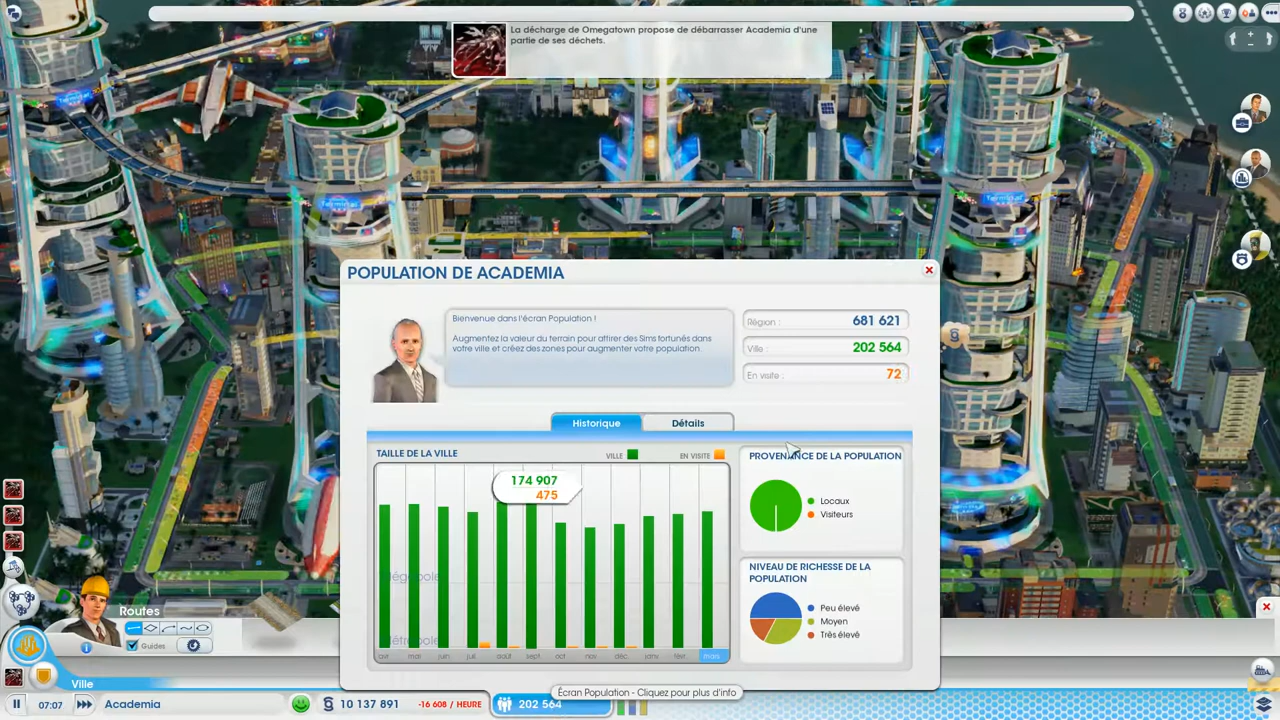 La décharge de Omegatown propose de débarrasser Academia d'une
partie de ses déchets.
Terminal
Terminal
POPULATION DE ACADEMIA
Bienvenue dans l'écran Population !
Augmentez la valeur du terrain pour attirer des Sims fortunés dans
votre ville et créez des zones pour augmenter votre population.
Région : 681 621
Ville : 202 564
En visite : 72
Historique
Détails
TAILLE DE LA VILLE
VILLE
EN VISITE
174 907
475
Mégapole
Métropole
avr. mai juin juil. août sept. oct. nov. déc. janv. févr. mars
PROVENANCE DE LA POPULATION
Locaux
Visiteurs
NIVEAU DE RICHESSE DE LA
POPULATION
Peu élevé
Moyen
Très élevé
Routes
Guides
Ville
Écran Population - Cliquez pour plus d'info
07:07
Academia
10 137 891
-16 608 / HEURE
202 564